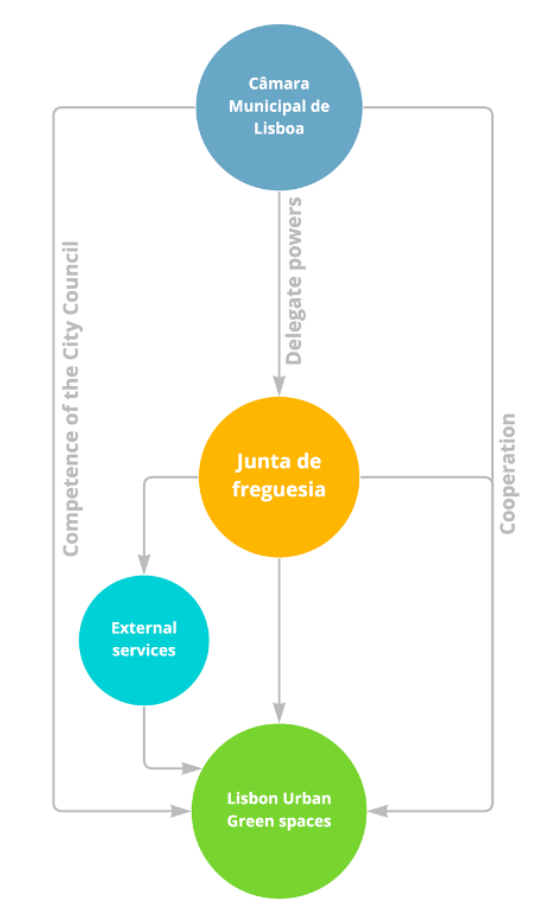 Câmara
Municipal de
Lisboa
Delegate powers
Competence of the City Council
Cooperation
Junta de
freguesia
External
services
Lisbon Urban
Green spaces